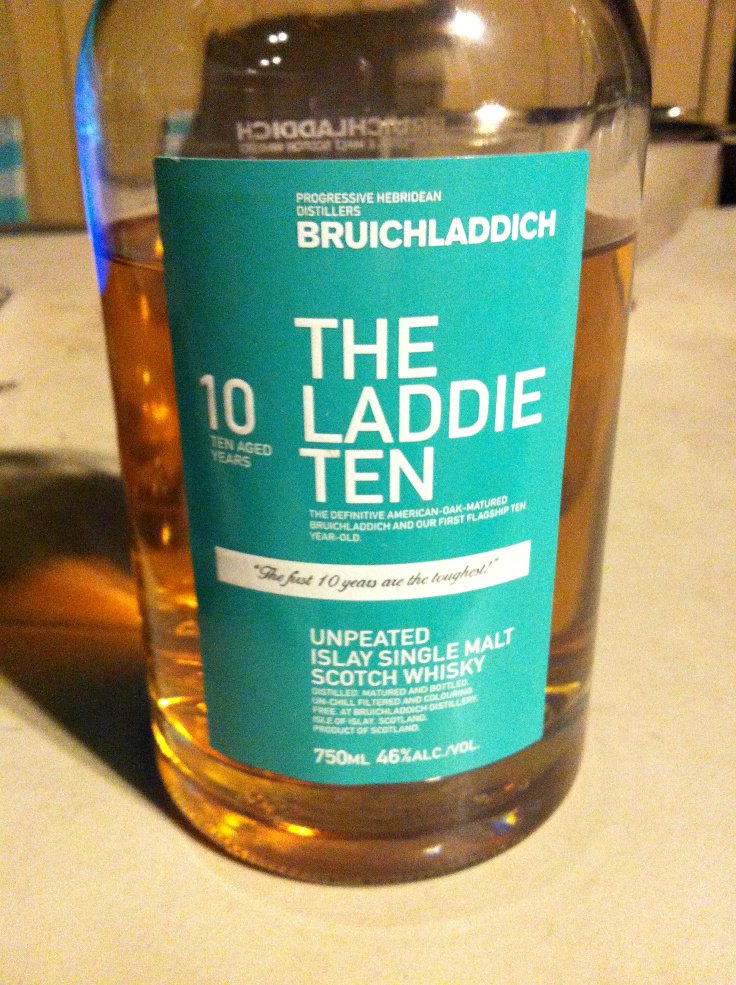 PROGRESSIVE HEBRIDEAN
DISTILLERS
BRUICHLADDICH
THE
LADDIE
TEN
10
TEN AGED
YEARS
THE DEFINITIVE AMERICAN-OAK-MATURED
BRUICHLADDICH AND OUR FIRST FLAGSHIP TEN
YEAR-OLD.
"The first 10 years are the toughest!"
UNPEATED
ISLAY SINGLE MALT
SCOTCH WHISKY
DISTILLED, MATURED AND BOTTLED,
UN-CHILL FILTERED AND COLOURING
FREE, AT BRUICHLADDICH DISTILLERY,
ISLE OF ISLAY, SCOTLAND.
PRODUCT OF SCOTLAND.
750ML 46%ALC./VOL.
BRUICHLADDICH